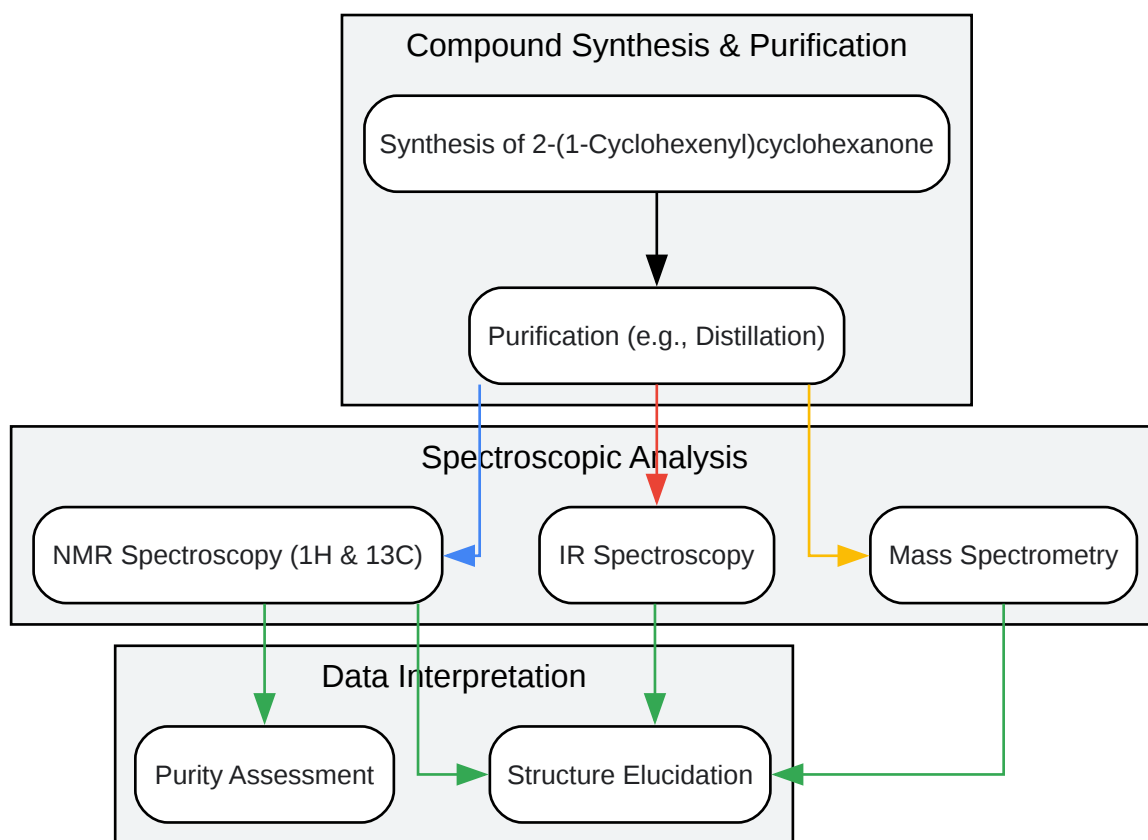 Compound Synthesis & Purification
Synthesis of 2-(1-Cyclohexenyl)cyclohexanone
Purification (e.g., Distillation)
Spectroscopic Analysis
NMR Spectroscopy (1H & 13C)
IR Spectroscopy
Mass Spectrometry
Data Interpretation
Purity Assessment
Structure Elucidation